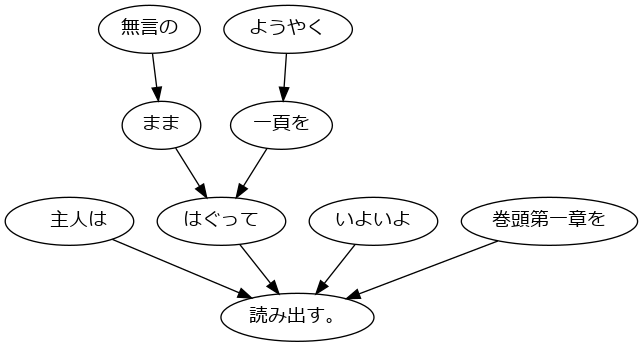 無言の ようやく
まま 一頁を
主人は はぐって いよいよ 巻頭第一章を
読み出す。